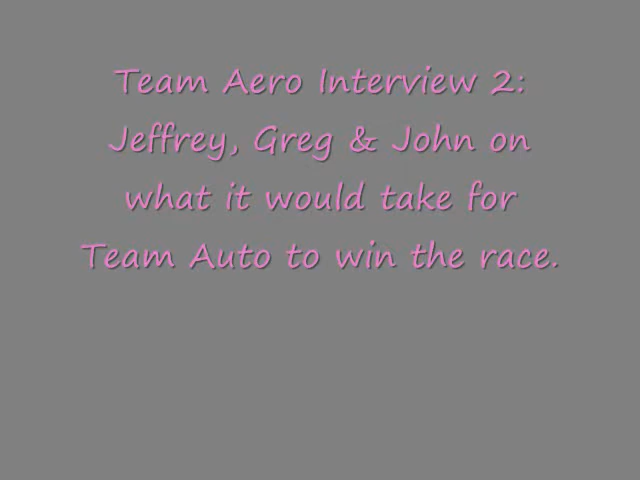 Team Aero Interview 2:
Jeffrey, Greg & John on
what it would take for
Team Auto to win the race.